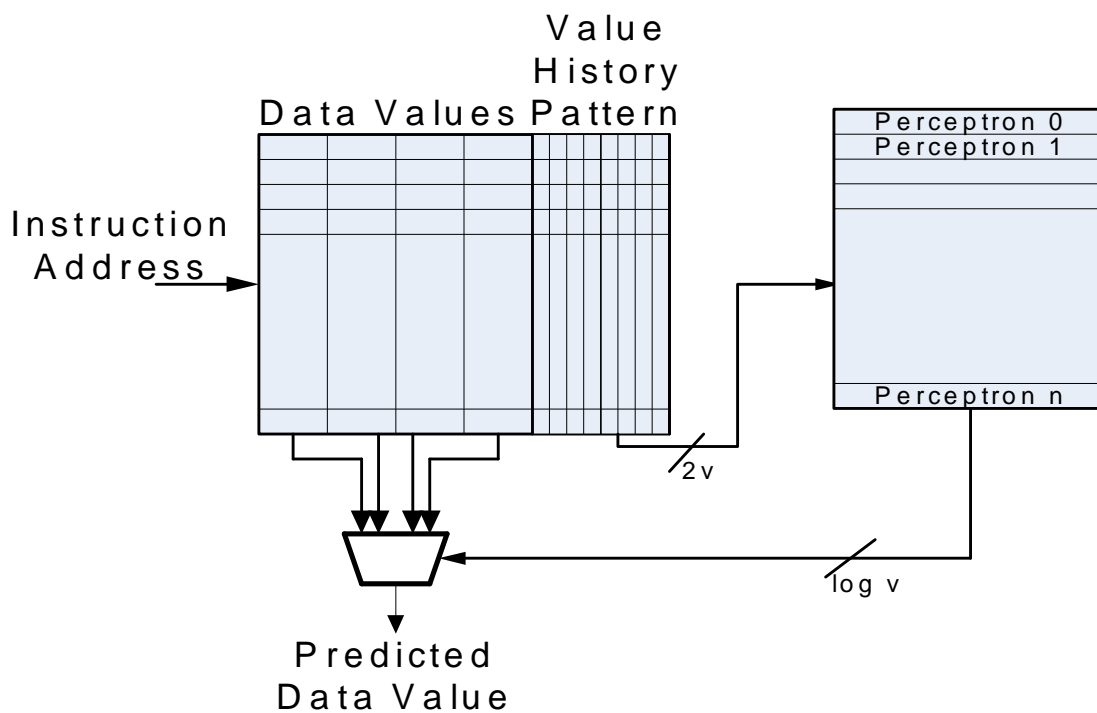 Value
History
Data Values Pattern
Perceptron 0
Perceptron 1
Instruction
Address
Perceptron n
2v
log v
Predicted
Data Value